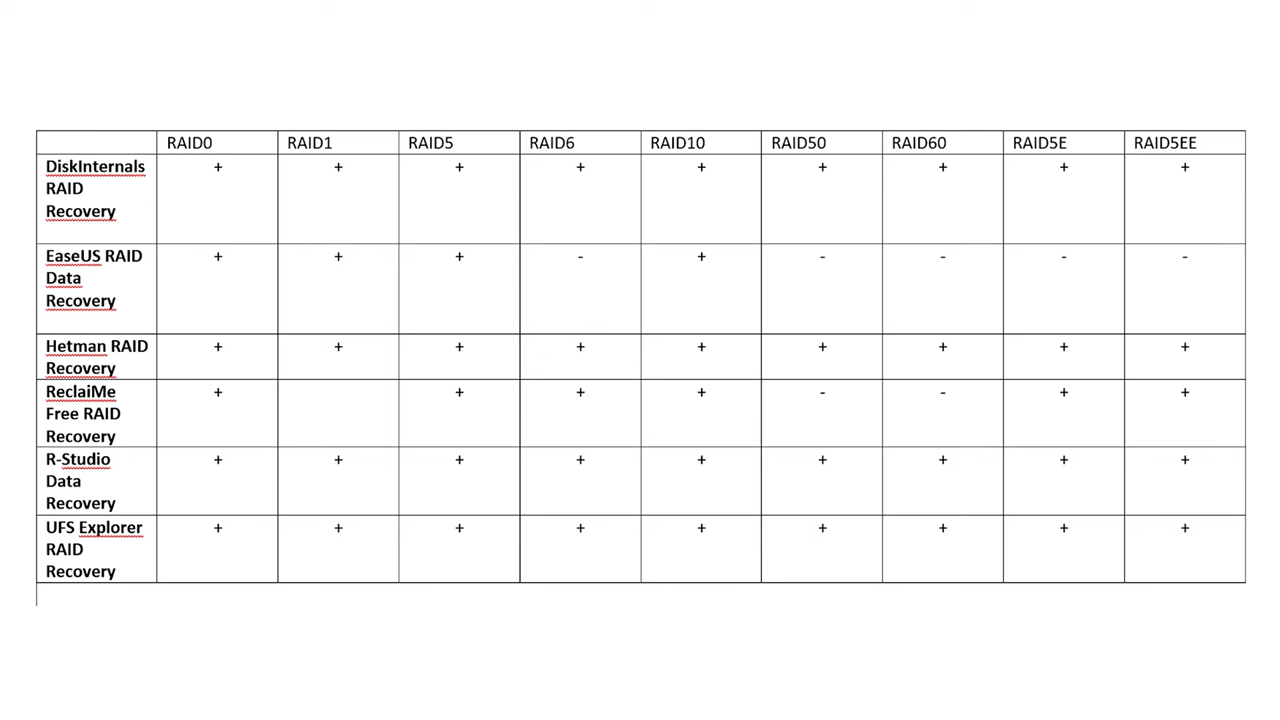 RAID0 RAID1 RAID5 RAID6 RAID10 RAID50 RAID60 RAID5E RAID5EE
DiskInternals + + + + + + + + +
RAID
Recovery
EaseUS RAID + + + - + - - - -
Data
Recovery
Hetman RAID + + + + + + + + +
Recovery
ReclaiMe + + + + - - + +
Free RAID
Recovery
R-Studio + + + + + + + + +
Data
Recovery
UFS Explorer + + + + + + + + +
RAID
Recovery